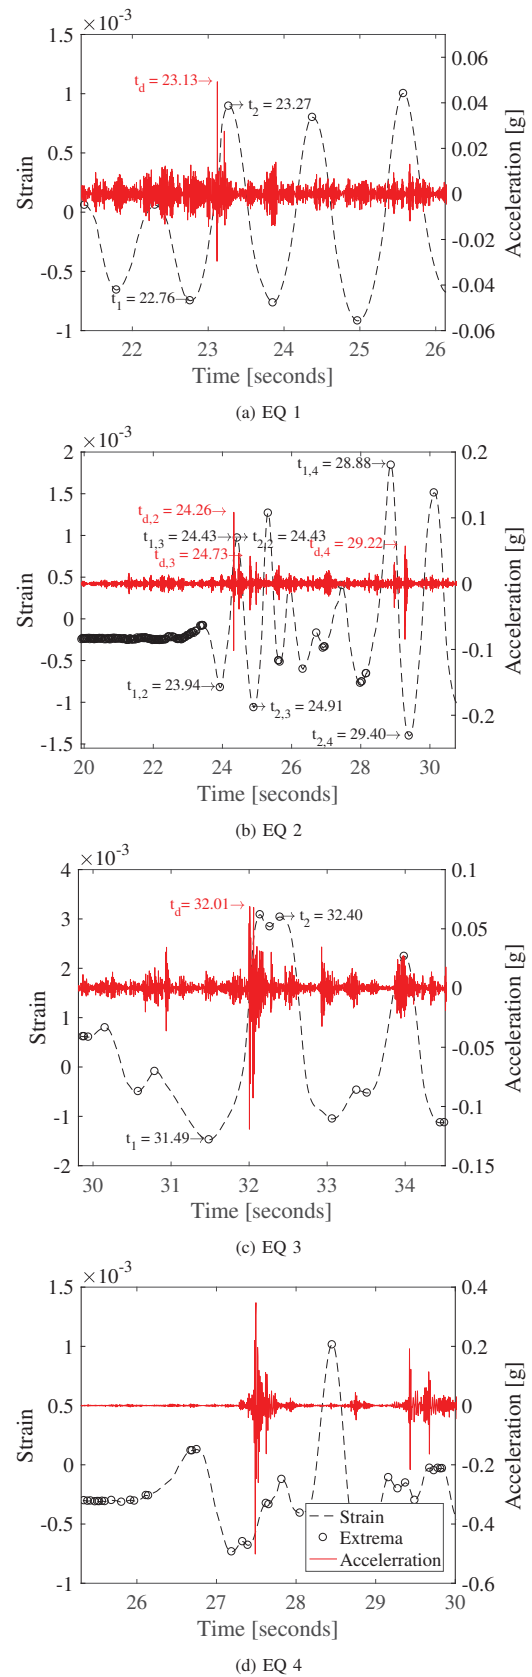 ×10⁻³
1.5
1
0.5
0
-0.5
-1
Strain
0.06
0.04
0.02
0
-0.02
-0.04
-0.06
Acceleration [g]
t_d = 23.13→
→ t_2 = 23.27
t_1 = 22.76→
22 23 24 25 26
Time [seconds]
(a) EQ 1
×10⁻³
2
1.5
1
0.5
0
-0.5
-1
-1.5
Strain
0.2
0.1
0
-0.1
-0.2
Acceleration [g]
t_{1,4} = 28.88→
t_{d,2} = 24.26→
t_{1,3} = 24.43→
→ t_{2,2} = 24.43
t_{d,3} = 24.73→
t_{d,4} = 29.22→
t_{1,2} = 23.94→
→ t_{2,3} = 24.91
t_{2,4} = 29.40→
20 22 24 26 28 30
Time [seconds]
(b) EQ 2
×10⁻³
4
3
2
1
0
-1
-2
Strain
0.1
0.05
0
-0.05
-0.1
-0.15
Acceleration [g]
t_d = 32.01→
→ t_2 = 32.40
t_1 = 31.49→
30 31 32 33 34
Time [seconds]
(c) EQ 3
×10⁻³
1.5
1
0.5
0
-0.5
-1
Strain
0.4
0.2
0
-0.2
-0.4
-0.6
Acceleration [g]
Strain
Extrema
Accelerration
26 27 28 29 30
Time [seconds]
(d) EQ 4